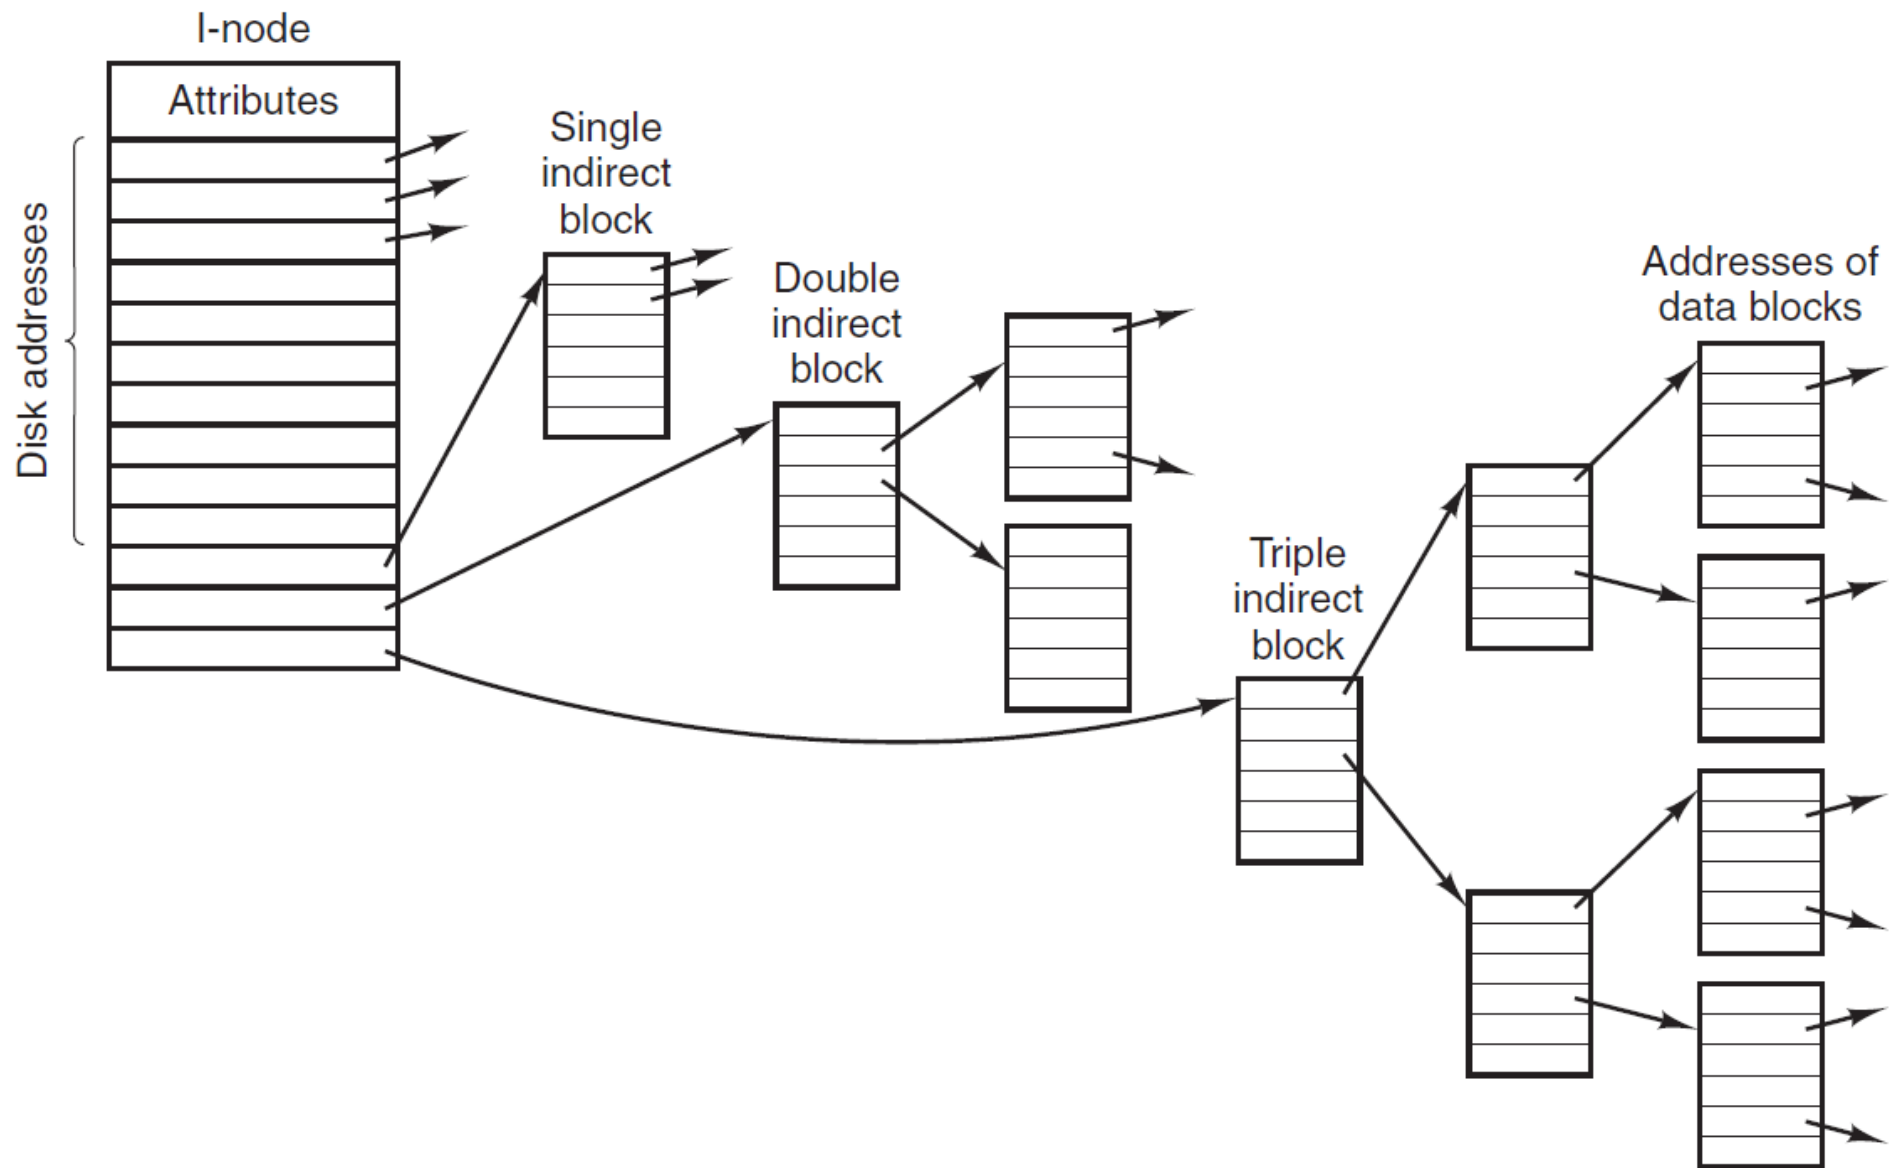 I-node
Attributes
Disk addresses
Single
indirect
block
Double
indirect
block
Triple
indirect
block
Addresses of
data blocks